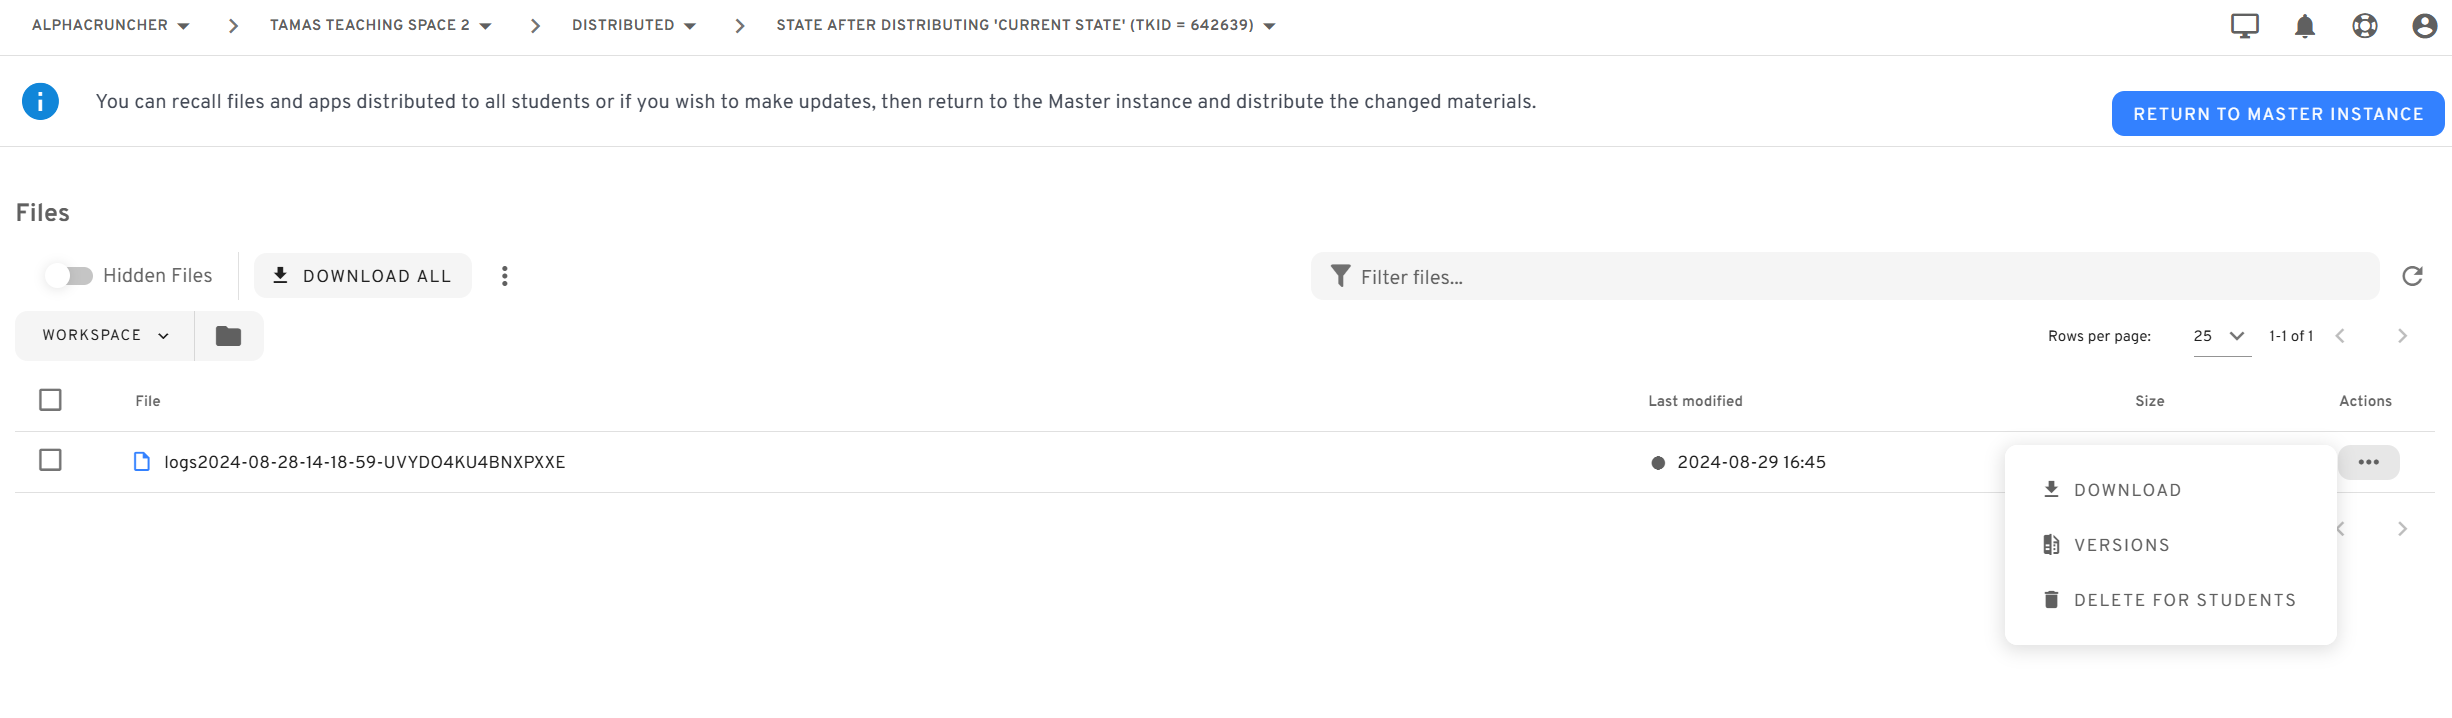 ALPHACRUNCHER
TAMAS TEACHING SPACE 2
DISTRIBUTED
STATE AFTER DISTRIBUTING 'CURRENT STATE' (TKID = 642639)
You can recall files and apps distributed to all students or if you wish to make updates, then return to the Master instance and distribute the changed materials.
RETURN TO MASTER INSTANCE
Files
Hidden Files
DOWNLOAD ALL
Filter files...
WORKSPACE
Rows per page:
25
1-1 of 1
File
Last modified
Size
Actions
logs2024-08-28-14-18-59-UVYDO4KU4BNXPXXE
2024-08-29 16:45
DOWNLOAD
VERSIONS
DELETE FOR STUDENTS